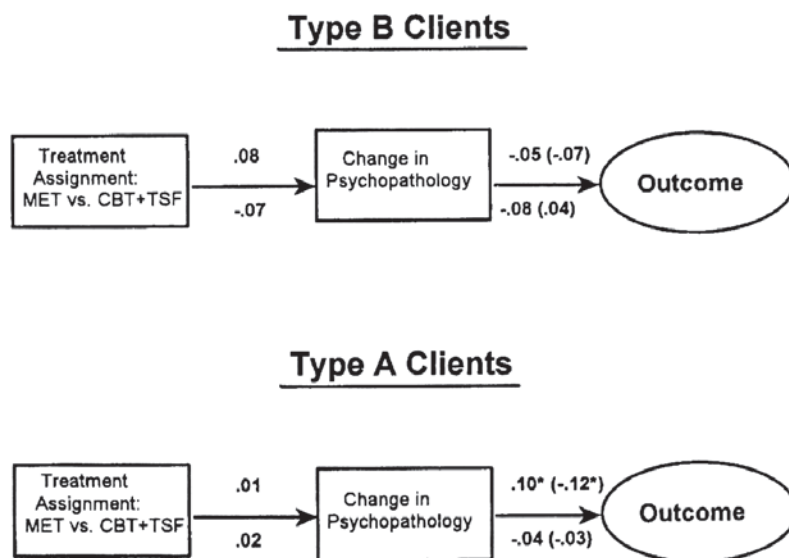 Type B Clients
Treatment
Assignment:
MET vs. CBT+TSF
.08
-.07
Change in
Psychopathology
-.05 (-.07)
-.08 (.04)
Outcome
Type A Clients
Treatment
Assignment:
MET vs. CBT+TSF
.01
.02
Change in
Psychopathology
.10* (-.12*)
-.04 (-.03)
Outcome